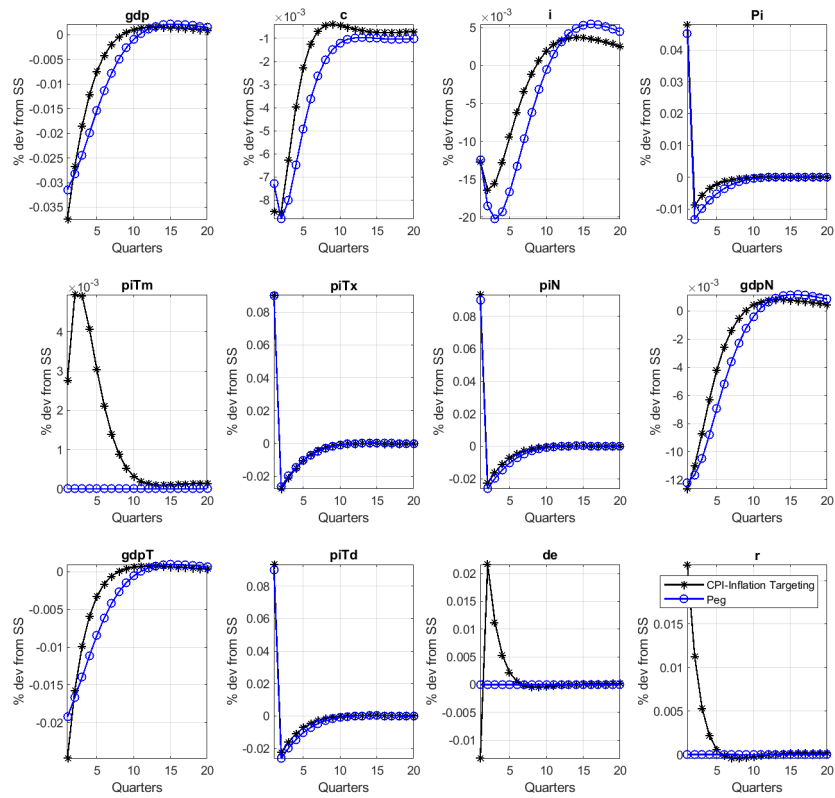 gdp
% dev from SS
0
-0.005
-0.01
-0.015
-0.02
-0.025
-0.03
-0.035
5 10 15 20
Quarters
c
×10⁻³
% dev from SS
-1
-2
-3
-4
-5
-6
-7
-8
5 10 15 20
Quarters
i
×10⁻³
% dev from SS
5
0
-5
-10
-15
-20
5 10 15 20
Quarters
Pi
% dev from SS
0.04
0.03
0.02
0.01
0
-0.01
5 10 15 20
Quarters
piTm
×10⁻³
% dev from SS
4
3
2
1
0
5 10 15 20
Quarters
piTx
% dev from SS
0.08
0.06
0.04
0.02
0
-0.02
5 10 15 20
Quarters
piN
% dev from SS
0.08
0.06
0.04
0.02
0
-0.02
5 10 15 20
Quarters
gdpN
×10⁻³
% dev from SS
0
-2
-4
-6
-8
-10
-12
5 10 15 20
Quarters
gdpT
% dev from SS
0
-0.005
-0.01
-0.015
-0.02
5 10 15 20
Quarters
piTd
% dev from SS
0.08
0.06
0.04
0.02
0
-0.02
5 10 15 20
Quarters
de
% dev from SS
0.02
0.015
0.01
0.005
0
-0.005
-0.01
5 10 15 20
Quarters
r
CPI-Inflation Targeting
Peg
% dev from SS
0.015
0.01
0.005
0
5 10 15 20
Quarters